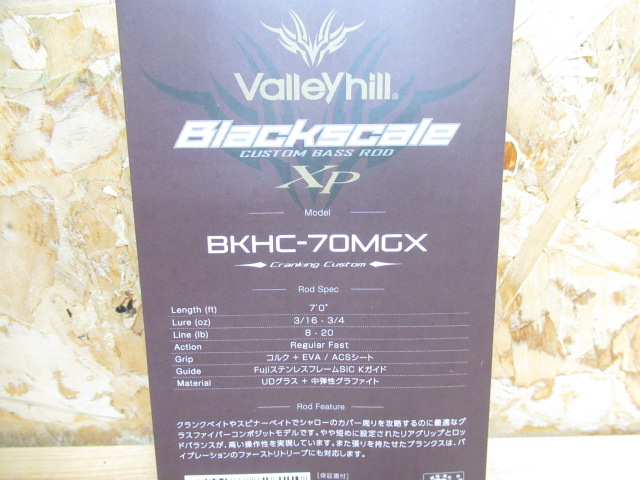 Valleyhill®
Blackscale
CUSTOM BASS ROD
XP
Model
BKHC-70MGX
Cranking Custom
Rod Spec
Length (ft) 7'0"
Lure (oz) 3/16 - 3/4
Line (lb) 8 - 20
Action Regular Fast
Grip コルク + EVA / ACSシート
Guide FujiステンレスフレームSIC Kガイド
Material UDグラス + 中弾性グラファイト
Rod Feature
クランクベイトやスピナーベイトでシャローのカバー周りを攻略するのに最適なグ
ラスファイバーコンポジットモデルです。やや短めに設定されたリアグリップとロッ
ドバランスが、高い操作性を実現しています。また張りを持たせたブランクスは、バ
イブレーションのファーストリトリーブにも対応します。
[保証書付]